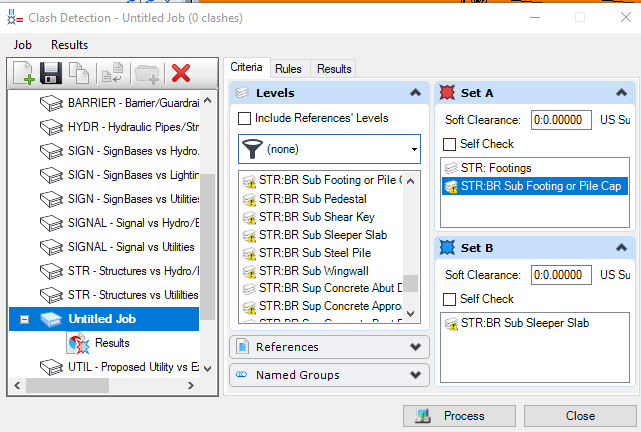 Clash Detection - Untitled Job (0 clashes)
Job Results
BARRIER - Barrier/Guardrai
HYDR - Hydraulic Pipes/Str
SIGN - SignBases vs Hydro.
SIGN - SignBases vs Lightin
SIGN - SignBases vs Utilities
SIGNAL - Signal vs Hydro/E
SIGNAL - Signal vs Utilities
STR - Structures vs Hydro/
STR - Structures vs Utililties
Untitled Job
Results
UTIL - Proposed Utility vs Ex
Criteria Rules Results
Levels
Include References' Levels
(none)
STR:BR Sub Footing or Pile C
STR:BR Sub Pedestal
STR:BR Sub Shear Key
STR:BR Sub Sleeper Slab
STR:BR Sub Steel Pile
STR:BR Sub Wingwall
STR:BR Sup Concrete Abut D
STR:BR Sup Concrete Approa
References
Named Groups
Set A
Soft Clearance: 0:0.00000 US Su
Self Check
STR: Footings
STR:BR Sub Footing or Pile Cap
Set B
Soft Clearance: 0:0.00000 US Su
Self Check
STR:BR Sub Sleeper Slab
Process Close